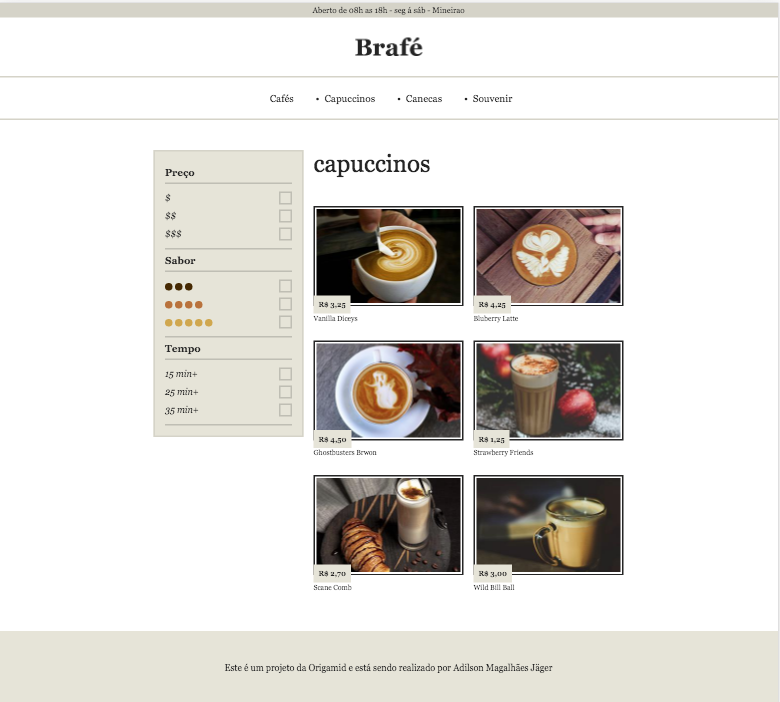 Aberto de 08h as 18h - seg á sáb - Mineirao
Brafé
Cafés • Capuccinos • Canecas • Souvenir
Preço
$
$$
$$$
Sabor
Tempo
15 min+
25 min+
35 min+
capuccinos
R$ 3,25
Vanilla Diceys
R$ 4,25
Bluberry Latte
R$ 4,50
Ghostbusters Brwon
R$ 1,25
Strawberry Friends
R$ 2,70
Scane Comb
R$ 3,00
Wild Bill Ball
Este é um projeto da Origamid e está sendo realizado por Adilson Magalhães Jäger